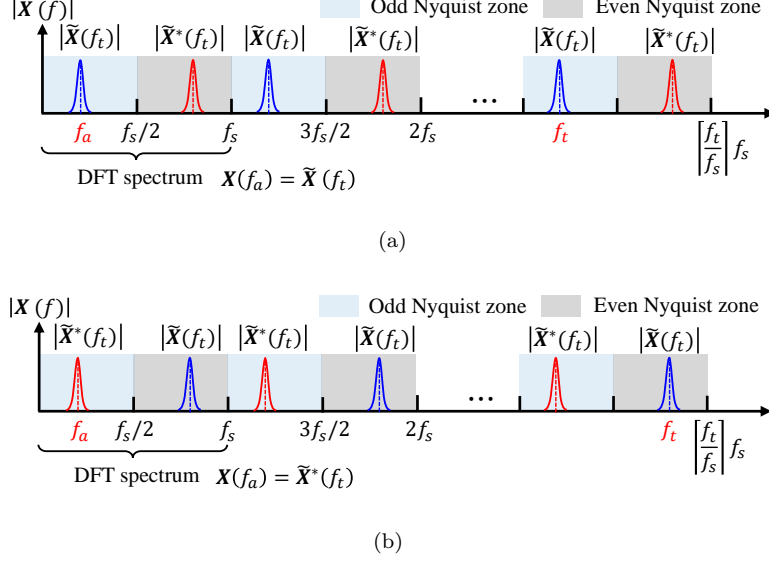 |X(f)|
Odd Nyquist zone Even Nyquist zone
|X̃(f_t)| |X̃*(f_t)| |X̃(f_t)| |X̃*(f_t)| |X̃(f_t)| |X̃*(f_t)|
...
f_a f_s/2 f_s 3f_s/2 2f_s f_t ⌈f_t/f_s⌉ f_s
DFT spectrum X(f_a) = X̃(f_t)
(a)
|X(f)|
Odd Nyquist zone Even Nyquist zone
|X̃*(f_t)| |X̃(f_t)| |X̃*(f_t)| |X̃(f_t)| |X̃*(f_t)| |X̃(f_t)|
...
f_a f_s/2 f_s 3f_s/2 2f_s f_t ⌈f_t/f_s⌉ f_s
DFT spectrum X(f_a) = X̃*(f_t)
(b)